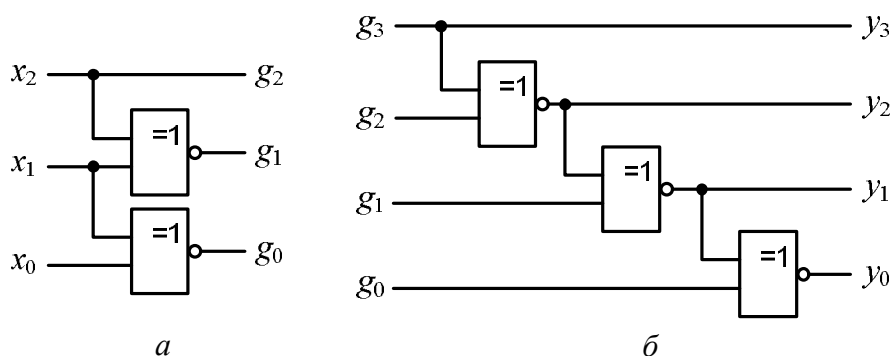 x₂
g₂
=1
g₁
x₁
=1
x₀
g₀
а
g₃
y₃
=1
g₂
y₂
=1
g₁
y₁
=1
g₀
y₀
б